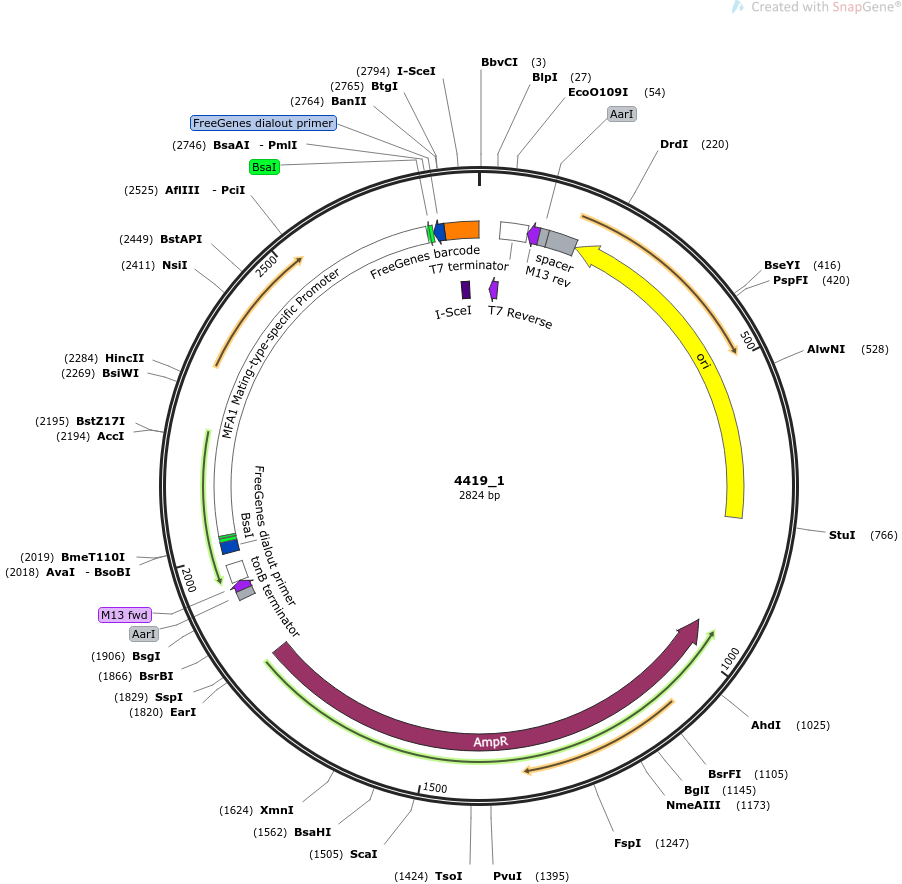 Created with SnapGene®
(2794) I-SceI
BbvCI (3)
(2765) BtgI
BlpI (27)
(2764) BanII
EcoO109I (54)
FreeGenes dialout primer
AarI
(2746) BsaAI - PmlI
DrdI (220)
BsaI
(2525) AflIII - PciI
(2449) BstAPI
(2411) NsiI
2500
FreeGenes barcode
T7 terminator
spacer
M13 rev
BseYI (416)
PspFI (420)
I-SceI
T7 Reverse
500
AlwNI (528)
ori
MFA1 Mating-type-specific Promoter
(2284) HincII
(2269) BsiWI
(2195) BstZ17I
(2194) AccI
4419_1
2824 bp
StuI (766)
FreeGenes dialout primer
BsaI
tonB terminator
(2019) BmeT110I
(2018) AvaI - BsoBI
2000
M13 fwd
AarI
(1906) BsgI
(1866) BsrBI
(1829) SspI
(1820) EarI
1000
AhdI (1025)
AmpR
BsrFI (1105)
BglI (1145)
NmeAIII (1173)
1500
(1624) XmnI
(1562) BsaHI
(1505) ScaI
FspI (1247)
(1424) TsoI
PvuI (1395)